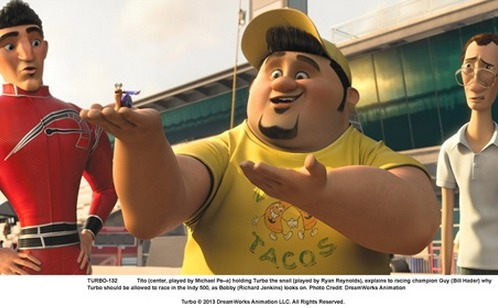 TACOS
TURBO-132 Tito (center, played by Michael Pe–a) holding Turbo the snail (played by Ryan Reynolds), explains to racing champion Guy (Bill Hader) why
Turbo should be allowed to race in the Indy 500, as Bobby (Richard Jenkins) looks on. Photo Credit: DreamWorks Animation
Turbo © 2013 DreamWorks Animation LLC. All Rights Reserved.